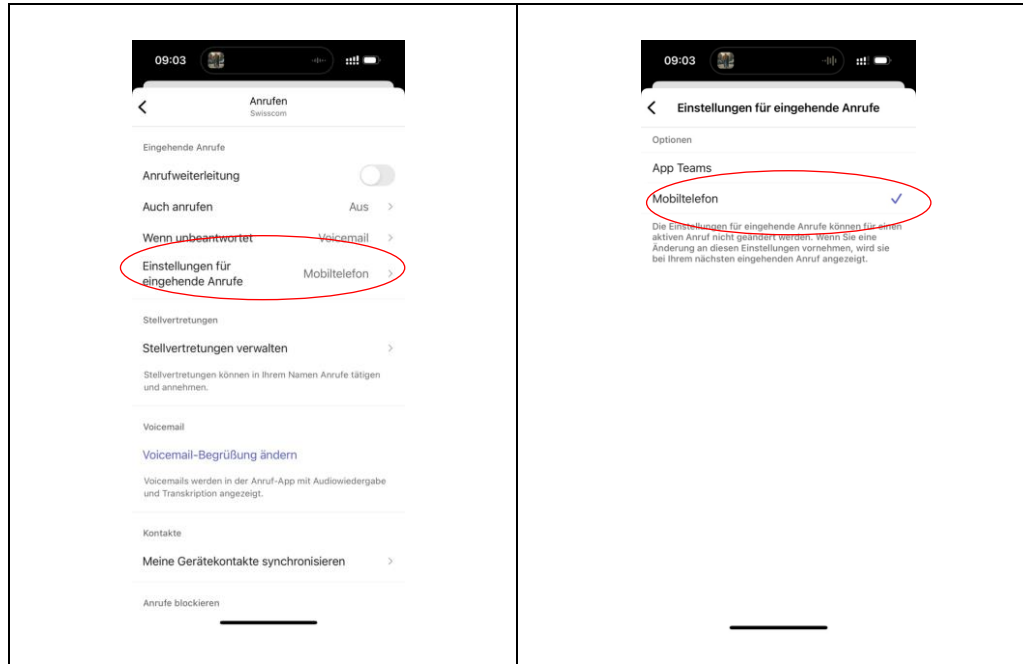 09:03
Anrufen
Swisscom
Eingehende Anrufe
Anrufweiterleitung
Auch anrufen Aus
Wenn unbeantwortet Voicemail
Einstellungen für
eingehende Anrufe Mobiltelefon
Stellvertretungen
Stellvertretungen verwalten
Stellvertretungen können in Ihrem Namen Anrufe tätigen
und annehmen.
Voicemail
Voicemail-Begrüßung ändern
Voicemails werden in der Anruf-App mit Audiowiedergabe
und Transkription angezeigt.
Kontakte
Meine Gerätekontakte synchronisieren
Anrufe blockieren
09:03
Einstellungen für eingehende Anrufe
Optionen
App Teams
Mobiltelefon
Die Einstellungen für eingehende Anrufe können für einen
aktiven Anruf nicht geändert werden. Wenn Sie eine
Änderung an diesen Einstellungen vornehmen, wird sie
bei Ihrem nächsten eingehenden Anruf angezeigt.